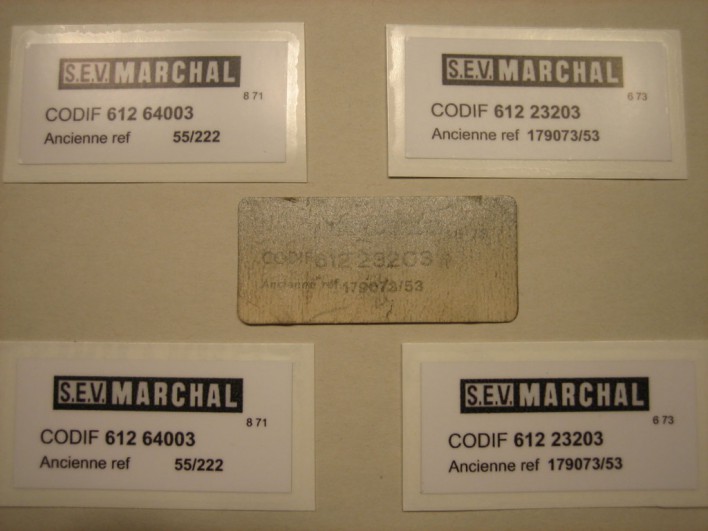 S.E.V. MARCHAL
8 71
CODIF 612 64003
Ancienne ref 55/222
S.E.V. MARCHAL
6 73
CODIF 612 23203
Ancienne ref 179073/53
CODIF 612 23203
Ancienne ref 179073/53
S.E.V. MARCHAL
8 71
CODIF 612 64003
Ancienne ref 55/222
S.E.V. MARCHAL
6 73
CODIF 612 23203
Ancienne ref 179073/53